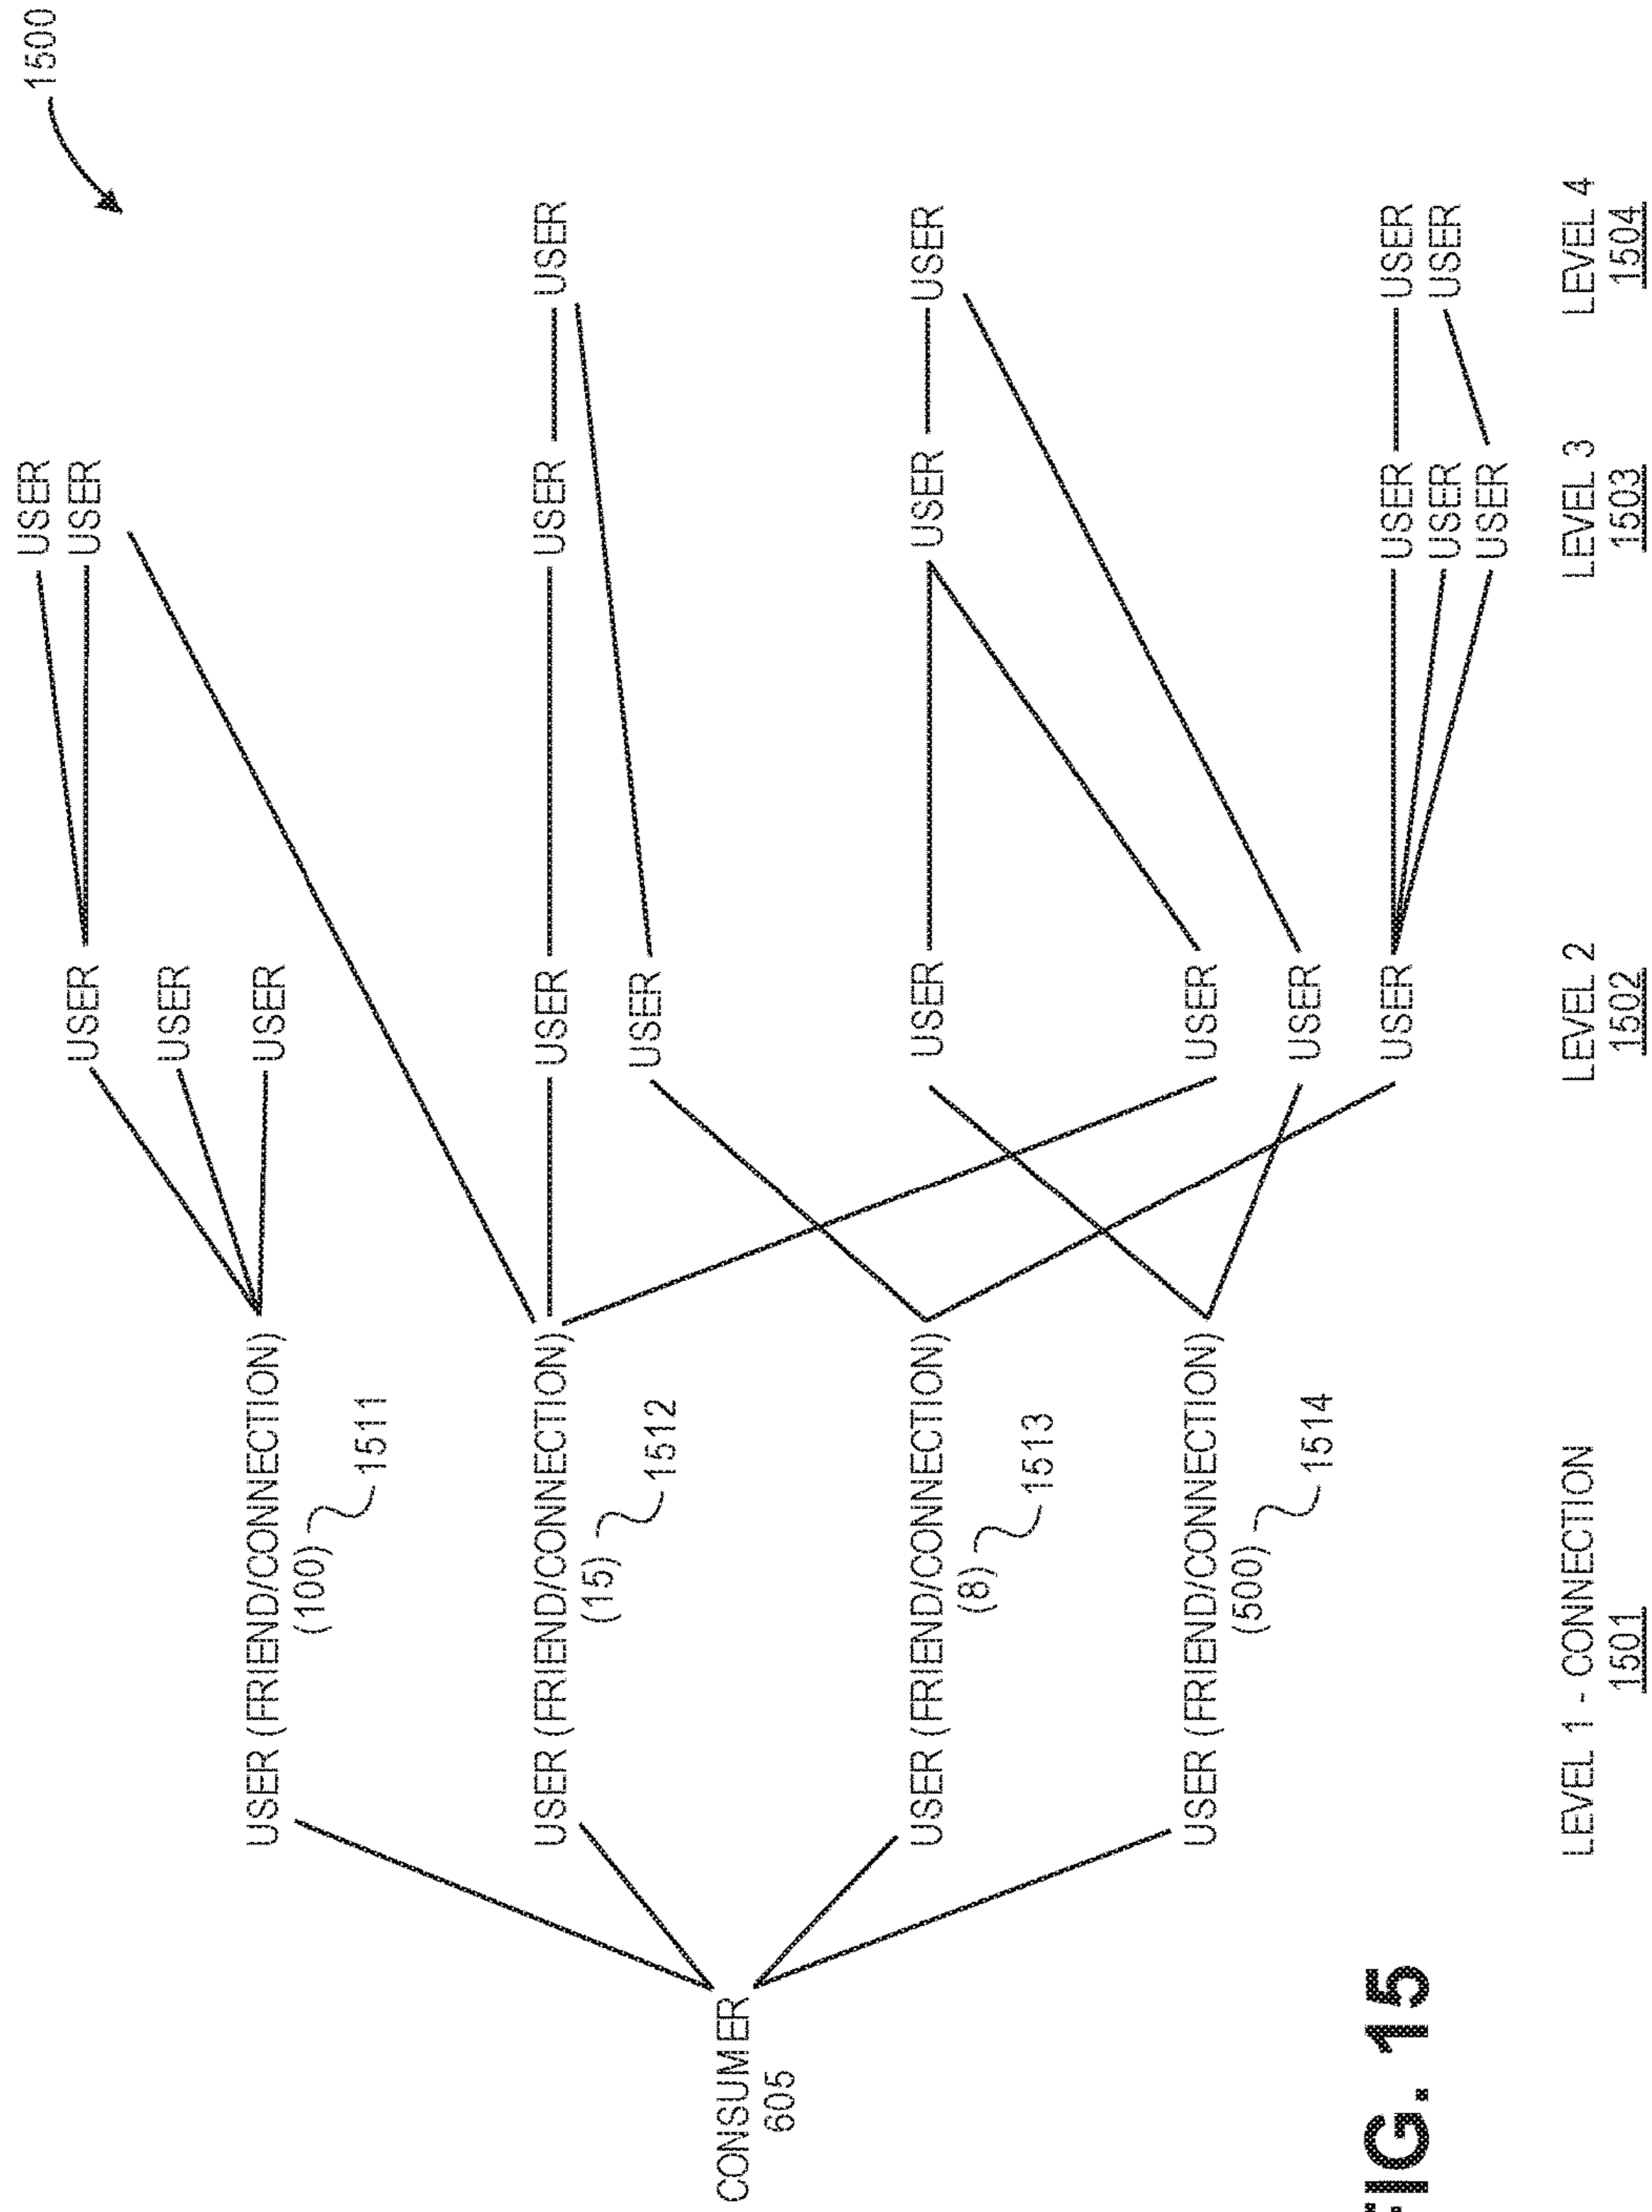 1500
USER
USER
USER
USER
USER
USER (FRIEND/CONNECTION)
(100)
1511
USER
USER
USER
USER (FRIEND/CONNECTION)
(15)
1512
USER
CONSUMER
605
USER
USER
USER
USER (FRIEND/CONNECTION)
(8)
1513
USER
USER (FRIEND/CONNECTION)
(500)
1514
USER
USER
USER
USER
USER
USER
USER
FIG. 15
LEVEL 1 - CONNECTION
1501
LEVEL 2
1502
LEVEL 3
1503
LEVEL 4
1504